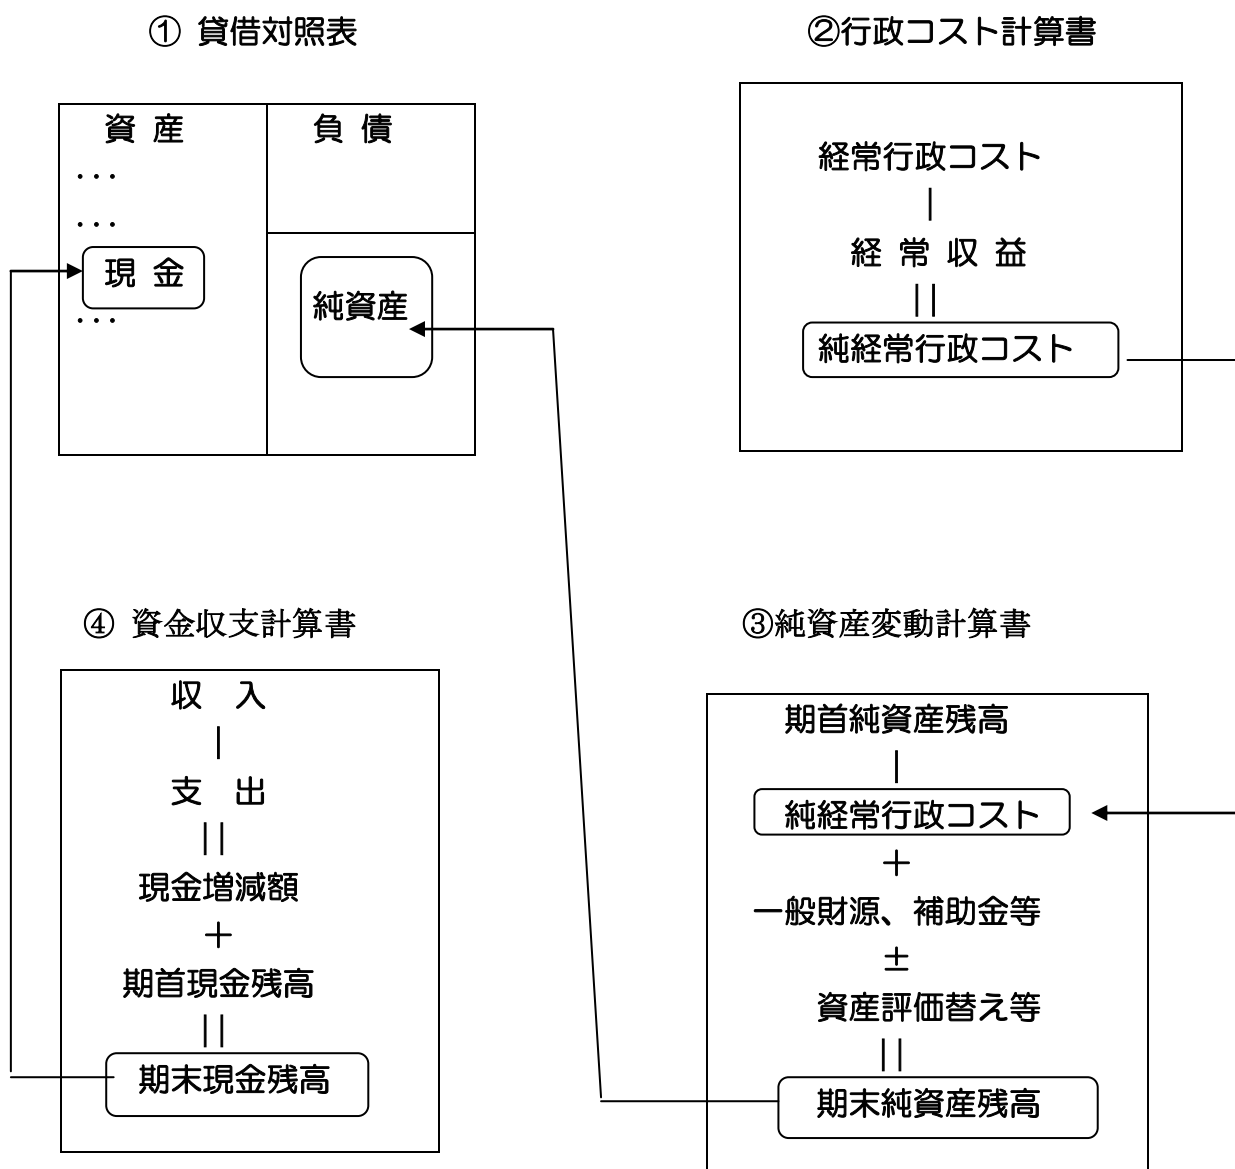 ① 貸借対照表
資 産
・・・
・・・
現 金
・・・
負 債
純資産
②行政コスト計算書
経常行政コスト
｜
経 常 収 益
||
純経常行政コスト
④ 資金収支計算書
収　入
｜
支　出
||
現金増減額
＋
期首現金残高
||
期末現金残高
③純資産変動計算書
期首純資産残高
｜
純経常行政コスト
＋
一般財源、補助金等
±
資産評価替え等
||
期末純資産残高